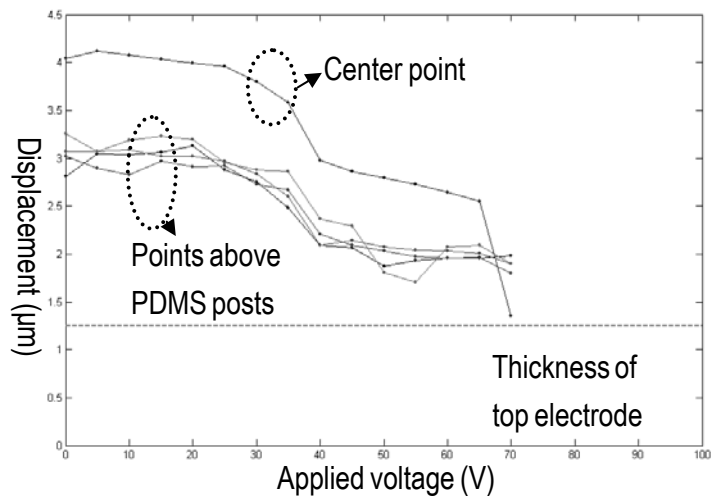 4.5
4
3.5
3
2.5
2
1.5
1
0.5
0
Displacement (μm)
Center point
Points above
PDMS posts
Thickness of
top electrode
0 10 20 30 40 50 60 70 80 90 100
Applied voltage (V)